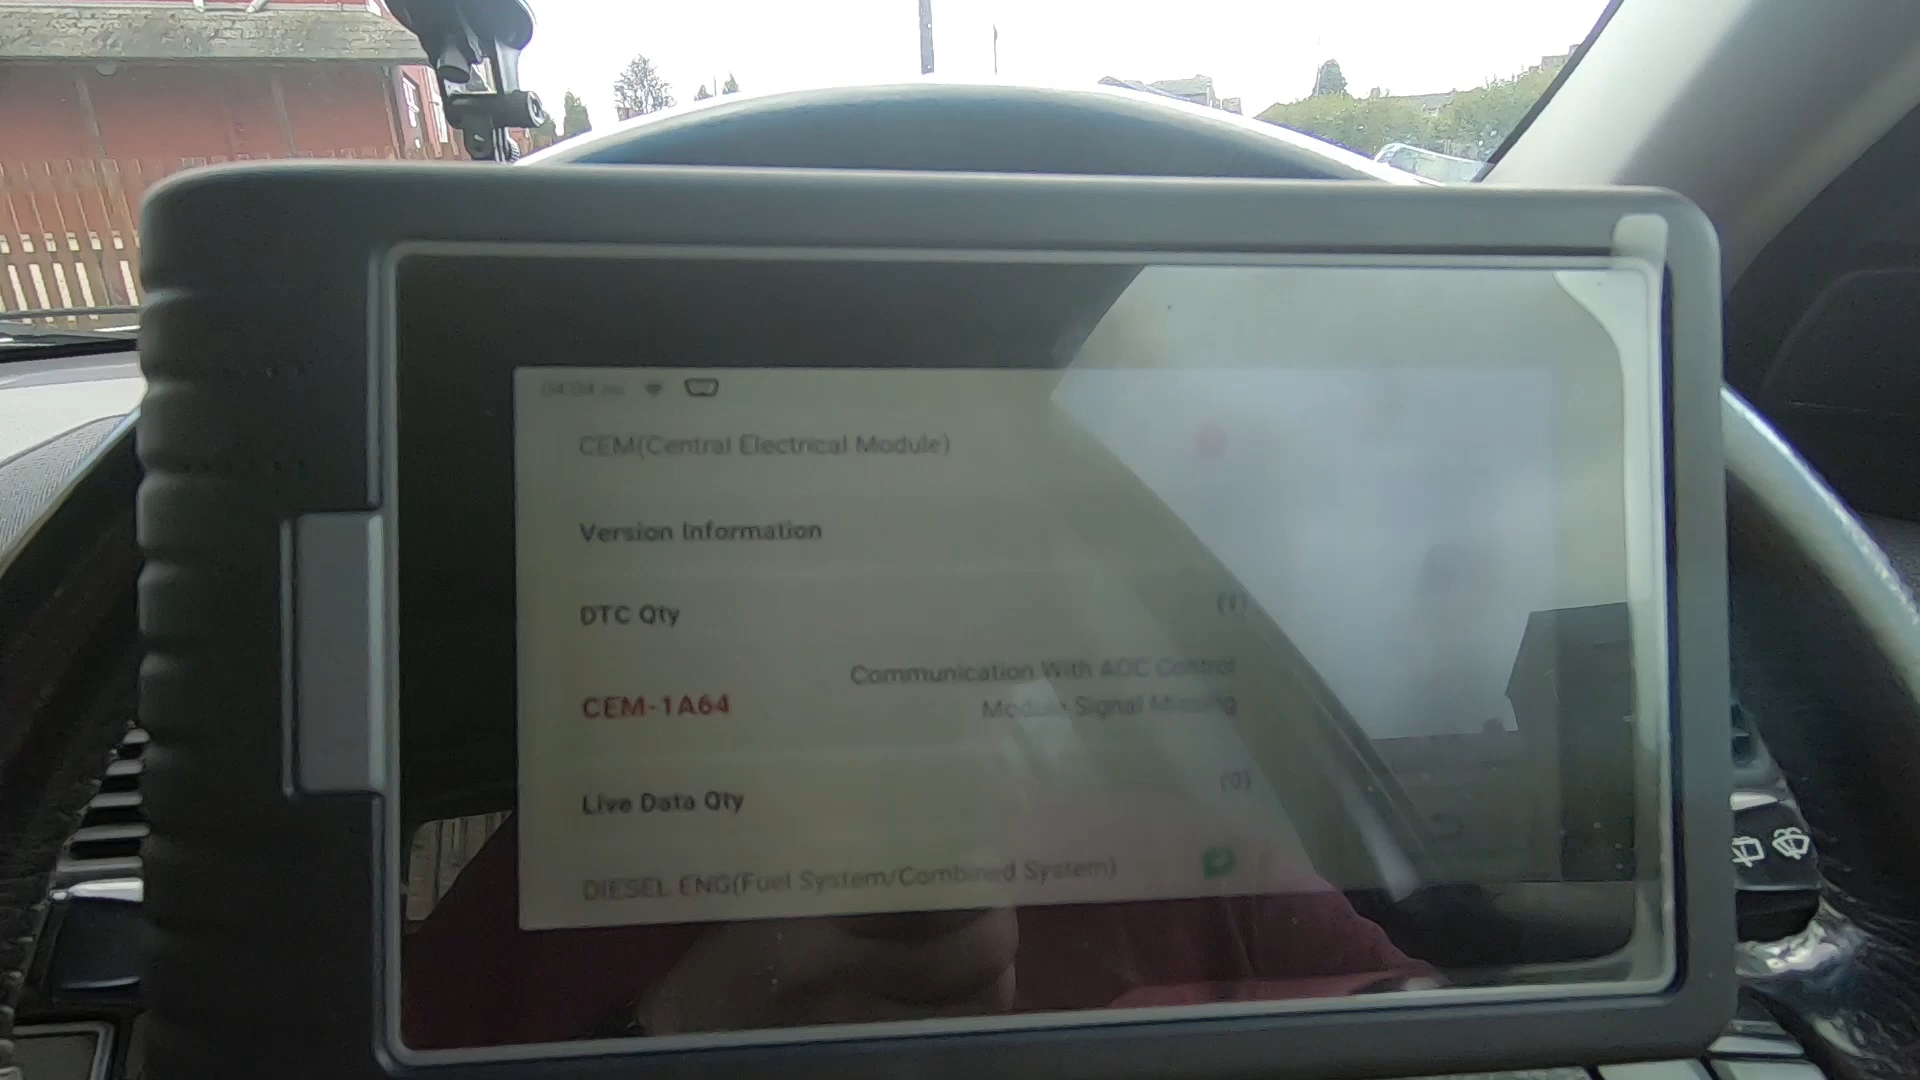 CEM(Central Electrical Module)
Version Information
DTC Qty
(1)
Communication With AOC Control
CEM-1A64
Module Signal Missing
Live Data Qty
(0)
DIESEL ENG(Fuel System/Combined System)